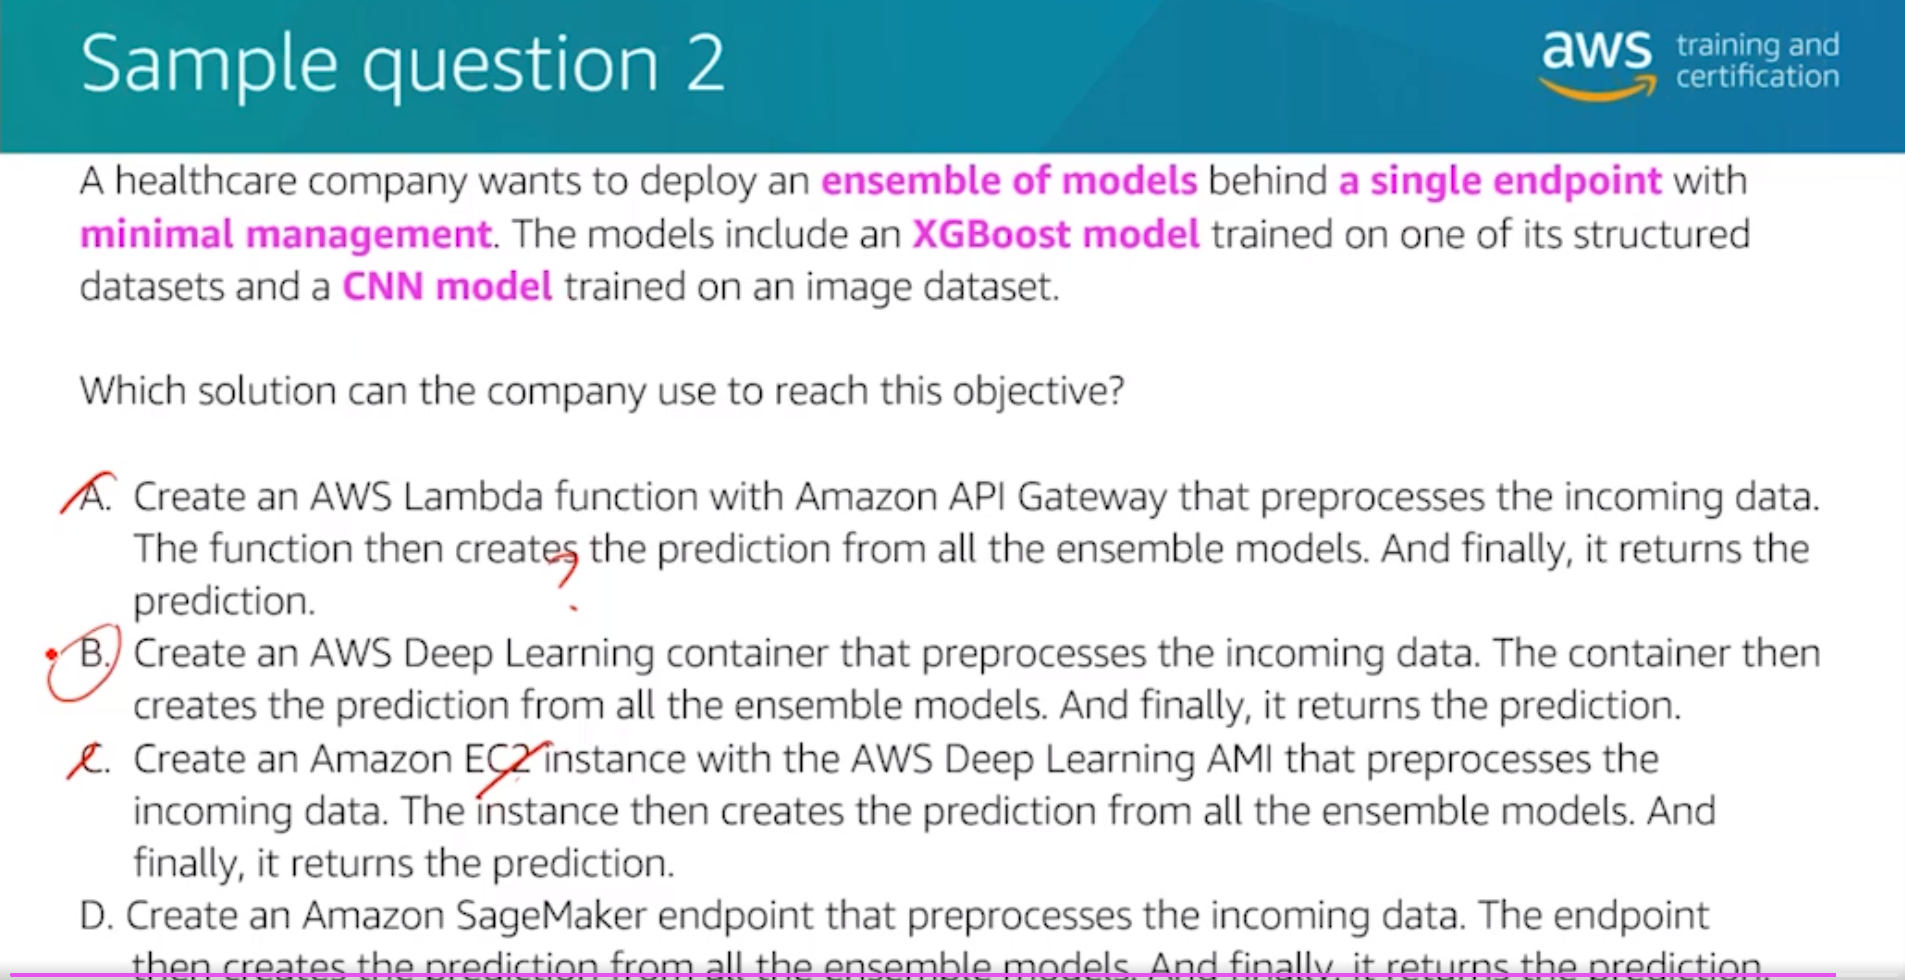 Sample question 2
aws training and
certification
A healthcare company wants to deploy an ensemble of models behind a single endpoint with
minimal management. The models include an XGBoost model trained on one of its structured
datasets and a CNN model trained on an image dataset.
Which solution can the company use to reach this objective?
A. Create an AWS Lambda function with Amazon API Gateway that preprocesses the incoming data.
The function then creates the prediction from all the ensemble models. And finally, it returns the
prediction.
?
B. Create an AWS Deep Learning container that preprocesses the incoming data. The container then
creates the prediction from all the ensemble models. And finally, it returns the prediction.
C. Create an Amazon EC2 instance with the AWS Deep Learning AMI that preprocesses the
incoming data. The instance then creates the prediction from all the ensemble models. And
finally, it returns the prediction.
D. Create an Amazon SageMaker endpoint that preprocesses the incoming data. The endpoint
then creates the prediction from all the ensemble models. And finally, it returns the prediction.